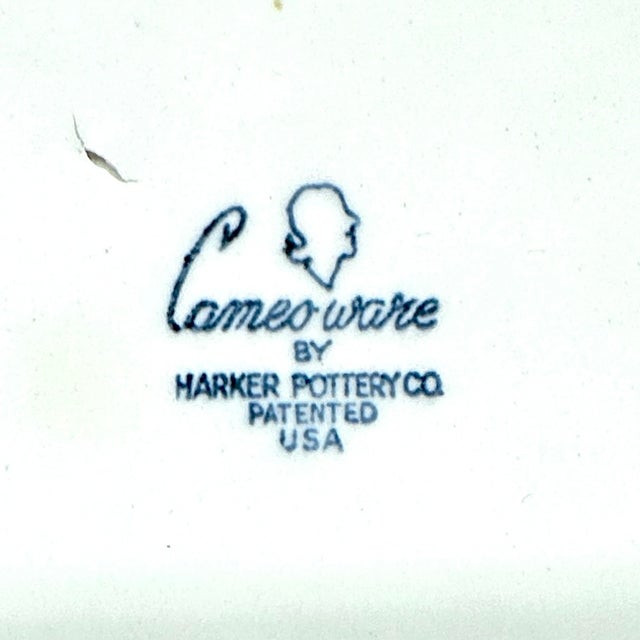 Cameo ware
BY
HARKER POTTERY CO.
PATENTED
USA